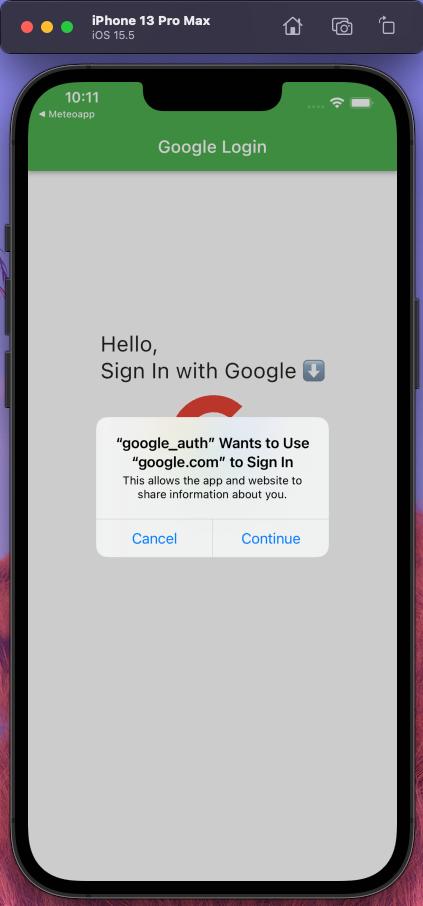 iPhone 13 Pro Max
iOS 15.5
10:11
◀ Meteoapp
Google Login
Hello,
Sign In with Google ⬇️
“google_auth” Wants to Use
“google.com” to Sign In
This allows the app and website to
share information about you.
Cancel
Continue